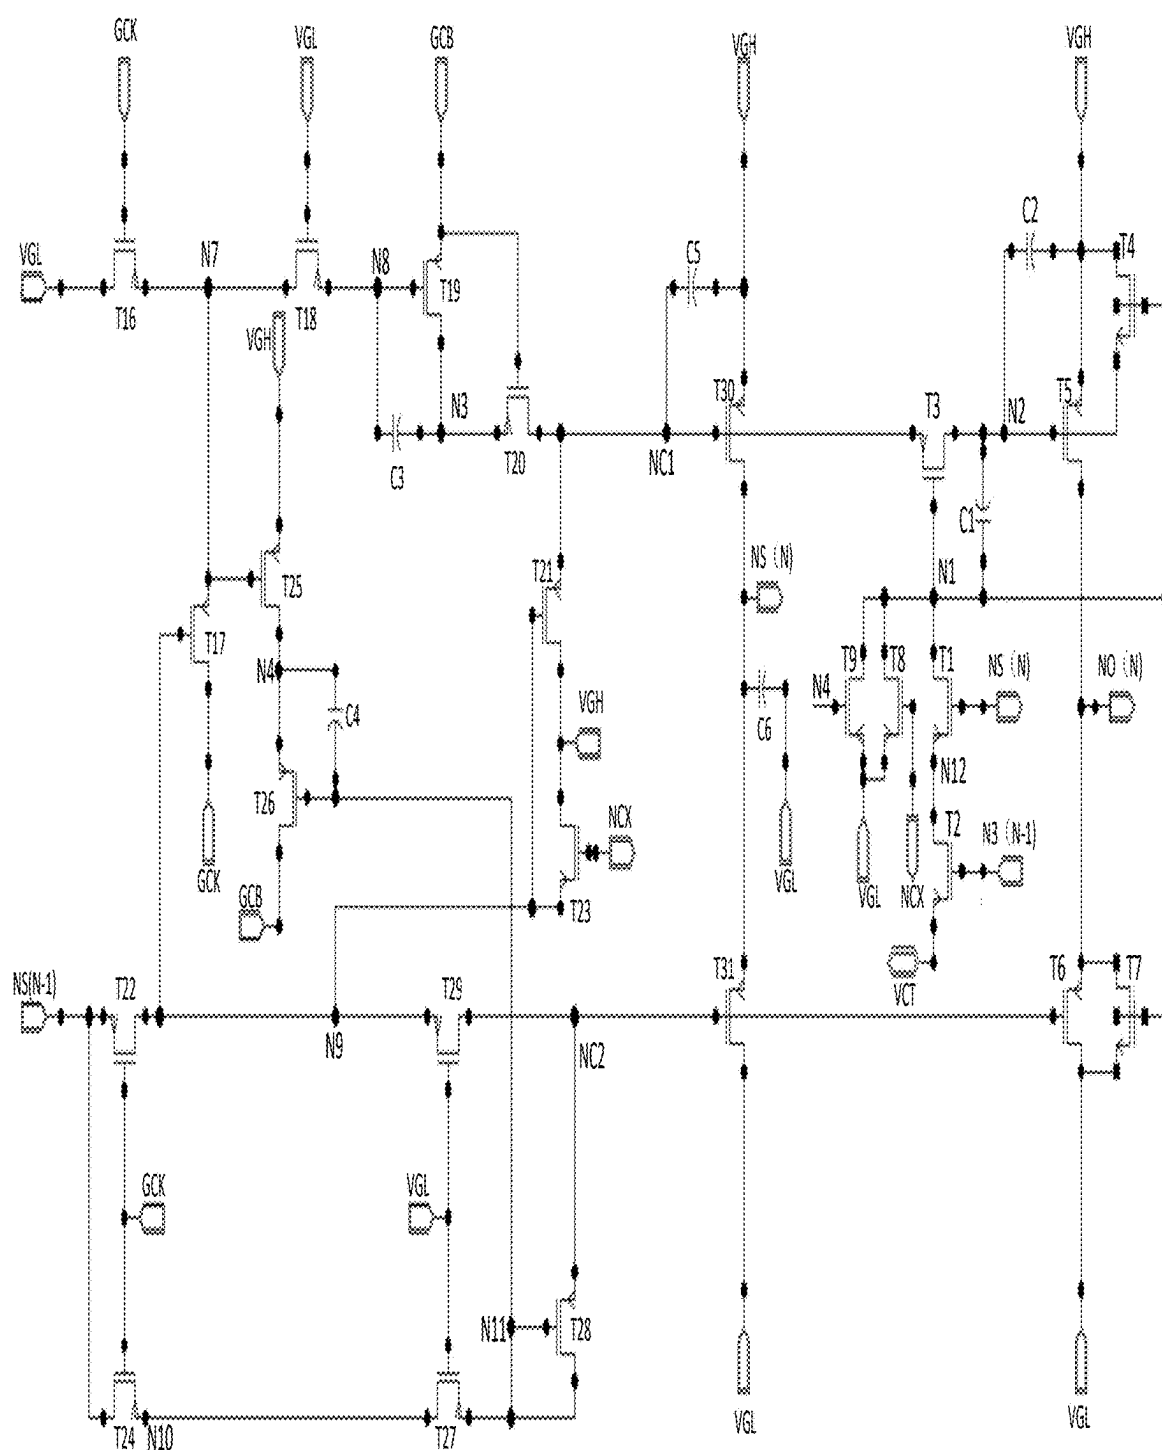 GCK
VGL
GCB
VGH
VGH
C2
T4
VGL
N7
N8
C5
T16
T18
T19
VGH
T30
T5
N3
T3
N2
C3
T20
NC1
C1
T25
T21
NS（N）
N1
T17
N4
T9
T8
T1
NS（N）
NO（N）
N4
C4
VGH
C6
N12
T26
NCX
T2
N3（N-1）
GCK
VGL
VGL
NCX
GCB
T23
NS(N-1)
T22
T29
T31
VCT
T6
T7
N9
NC2
GCK
VGL
N11
T28
T24
N10
T27
VGL
VGL